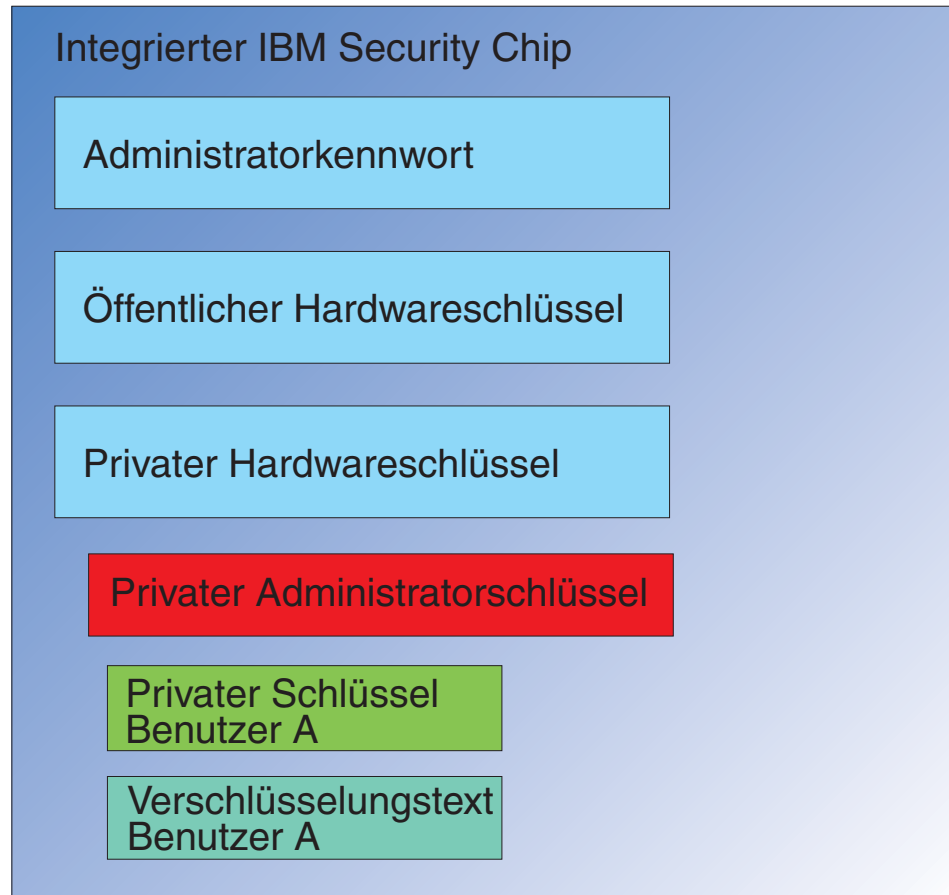 Integrierter IBM Security Chip
Administratorkennwort
Öffentlicher Hardwareschlüssel
Privater Hardwareschlüssel
Privater Administratorschlüssel
Privater Schlüssel
Benutzer A
Verschlüsselungstext
Benutzer A